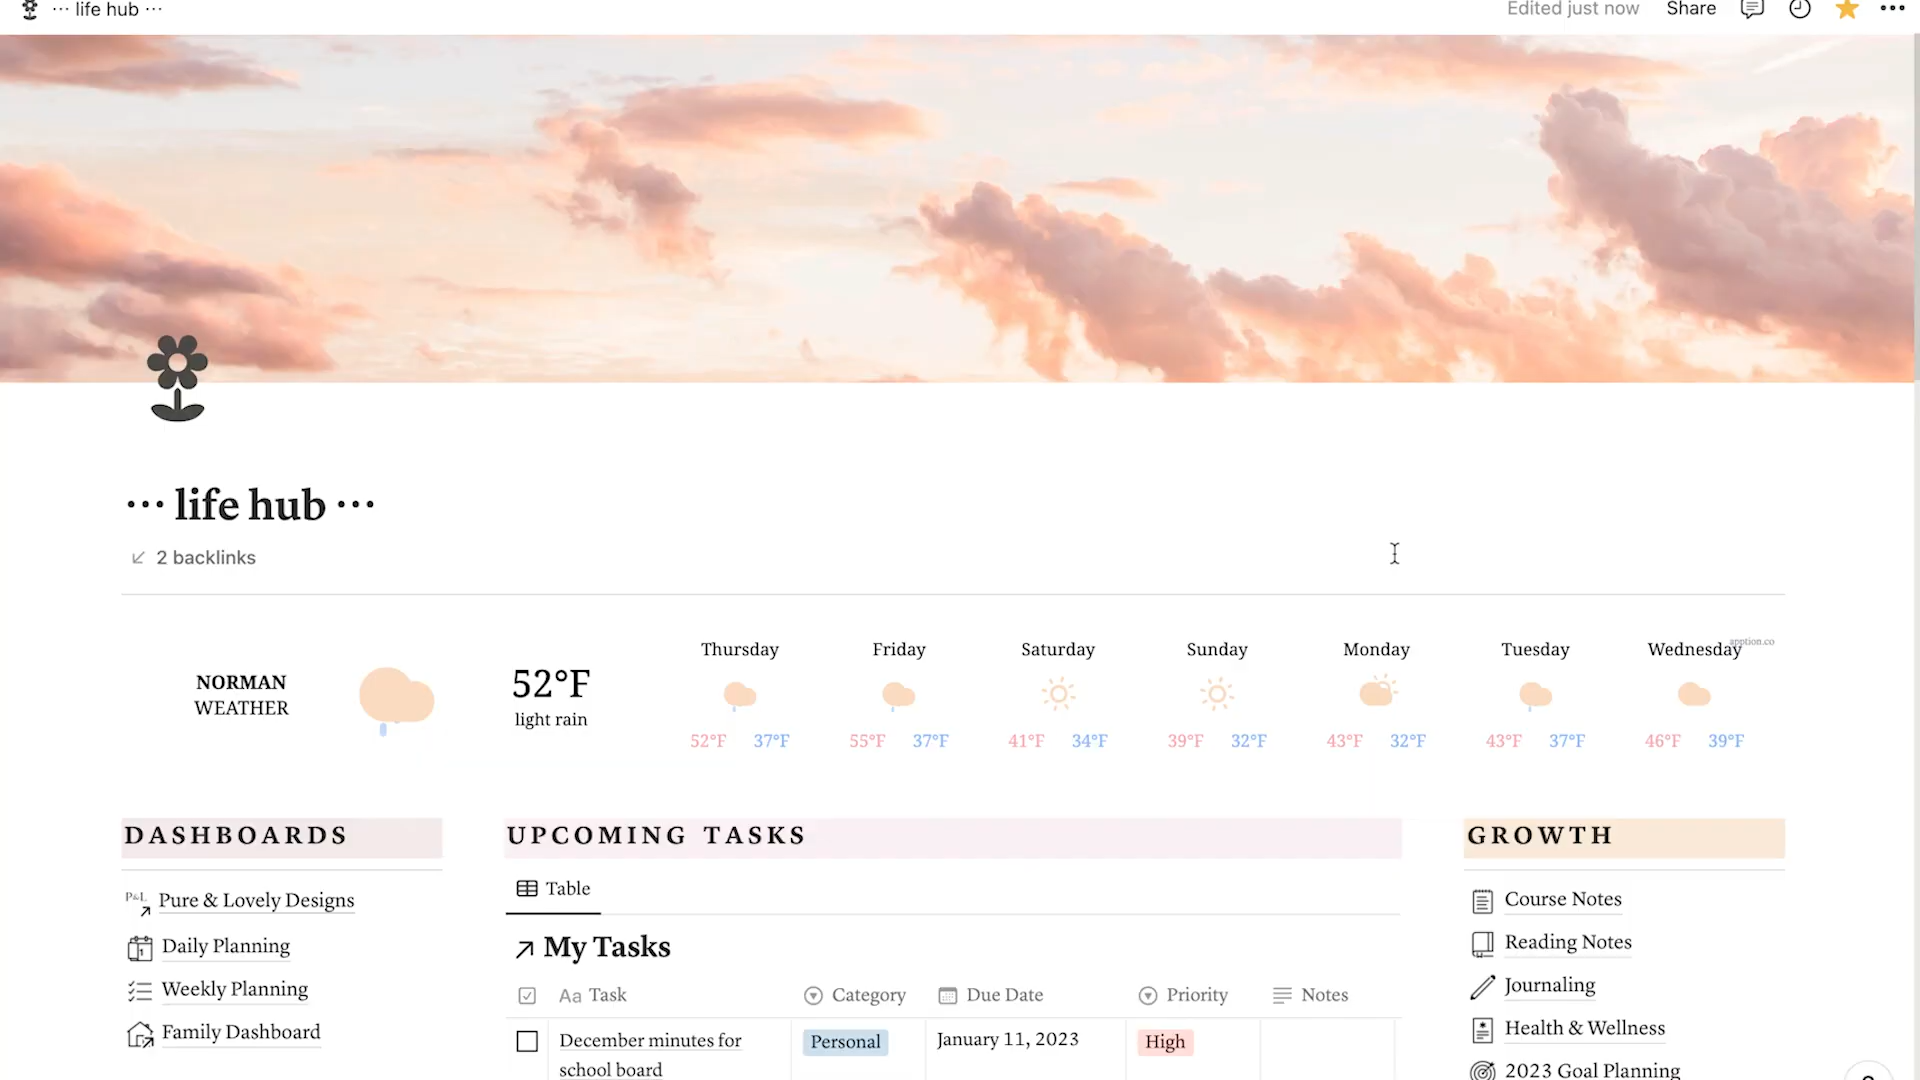 ··· life hub ···
Edited just now Share
··· life hub ···
2 backlinks
NORMAN
WEATHER
52°F
light rain
Thursday Friday Saturday Sunday Monday Tuesday Wednesday
apption.co
52°F 37°F 55°F 37°F 41°F 34°F 39°F 32°F 43°F 32°F 43°F 37°F 46°F 39°F
DASHBOARDS
P&L Pure & Lovely Designs
Daily Planning
Weekly Planning
Family Dashboard
UPCOMING TASKS
Table
My Tasks
Aa Task Category Due Date Priority Notes
December minutes for Personal January 11, 2023 High
school board
GROWTH
Course Notes
Reading Notes
Journaling
Health & Wellness
2023 Goal Planning